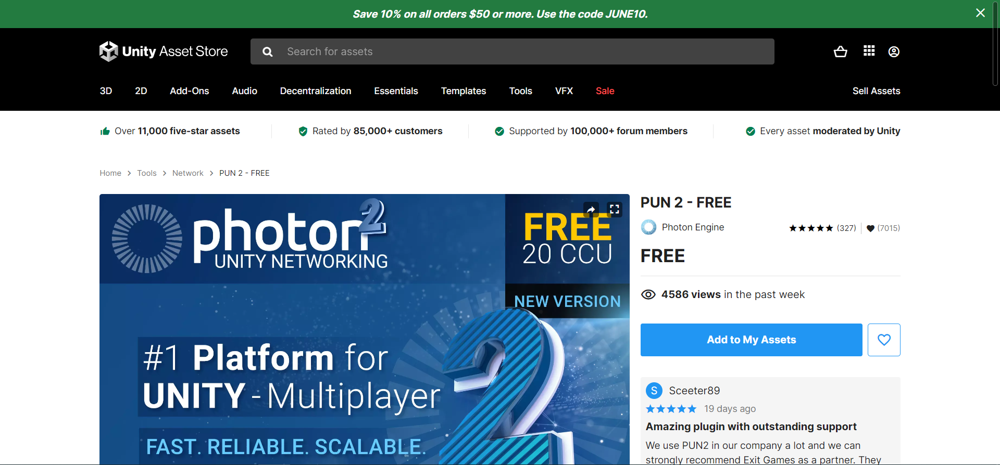 Save 10% on all orders $50 or more. Use the code JUNE10.
Unity Asset Store
Search for assets
3D 2D Add-Ons Audio Decentralization Essentials Templates Tools VFX Sale Sell Assets
Over 11,000 five-star assets
Rated by 85,000+ customers
Supported by 100,000+ forum members
Every asset moderated by Unity
Home > Tools > Network > PUN 2 - FREE
photon 2
UNITY NETWORKING
FREE
20 CCU
NEW VERSION
#1 Platform for
UNITY - Multiplayer
FAST. RELIABLE. SCALABLE.
2
PUN 2 - FREE
Photon Engine
(327) (7015)
FREE
4586 views in the past week
Add to My Assets
S Sceeter89
19 days ago
Amazing plugin with outstanding support
We use PUN2 in our company a lot and we can
strongly recommend Exit Games as a partner. They